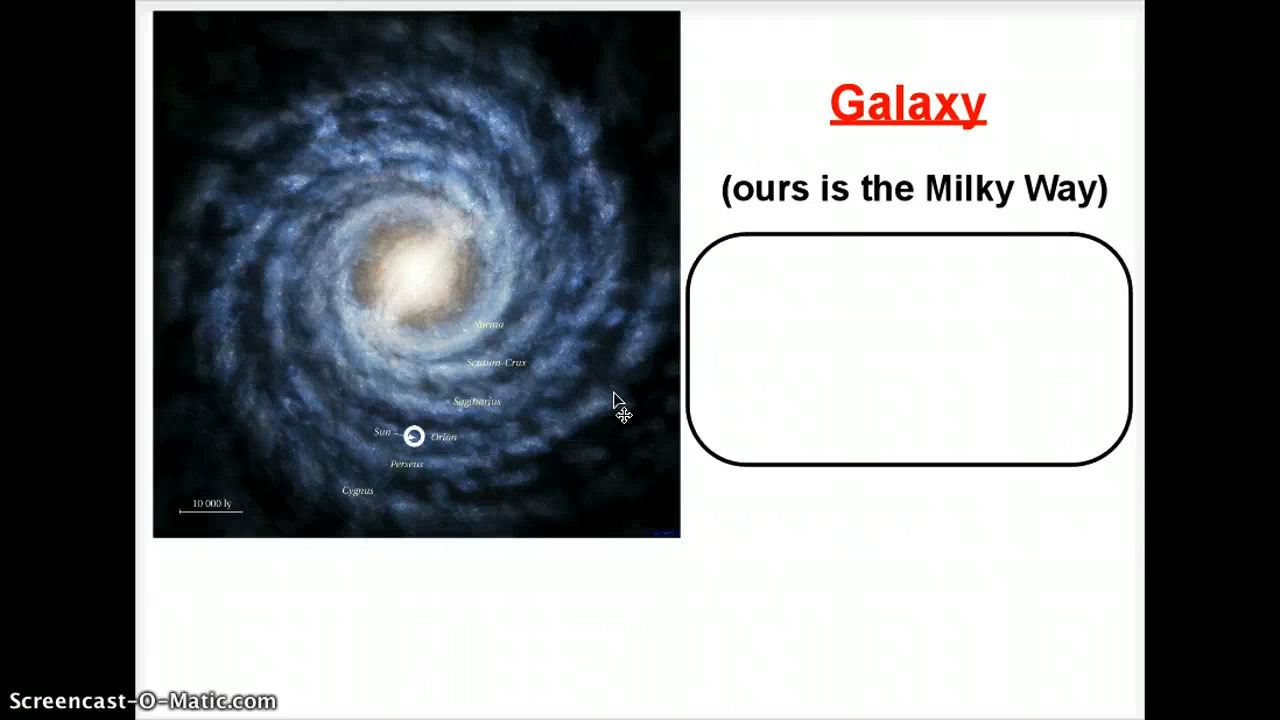 Galaxy
(ours is the Milky Way)
Norma
Scutum-Crux
Sagittarius
Sun
Orion
Perseus
Cygnus
10 000 ly
Screencast-O-Matic.com